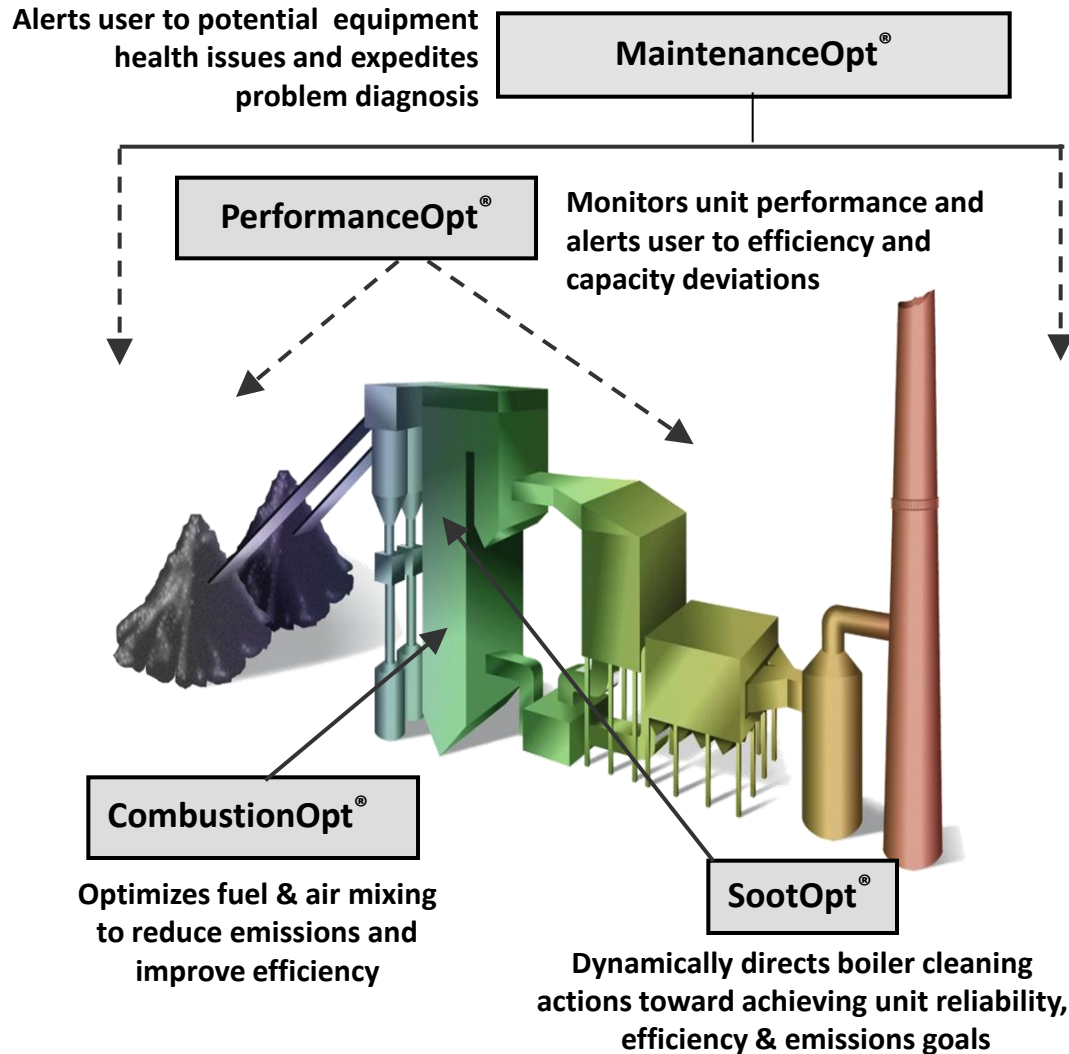 Alerts user to potential equipment
health issues and expedites
problem diagnosis
MaintenanceOpt®
PerformanceOpt®
Monitors unit performance and
alerts user to efficiency and
capacity deviations
CombustionOpt®
Optimizes fuel & air mixing
to reduce emissions and
improve efficiency
SootOpt®
Dynamically directs boiler cleaning
actions toward achieving unit reliability,
efficiency & emissions goals